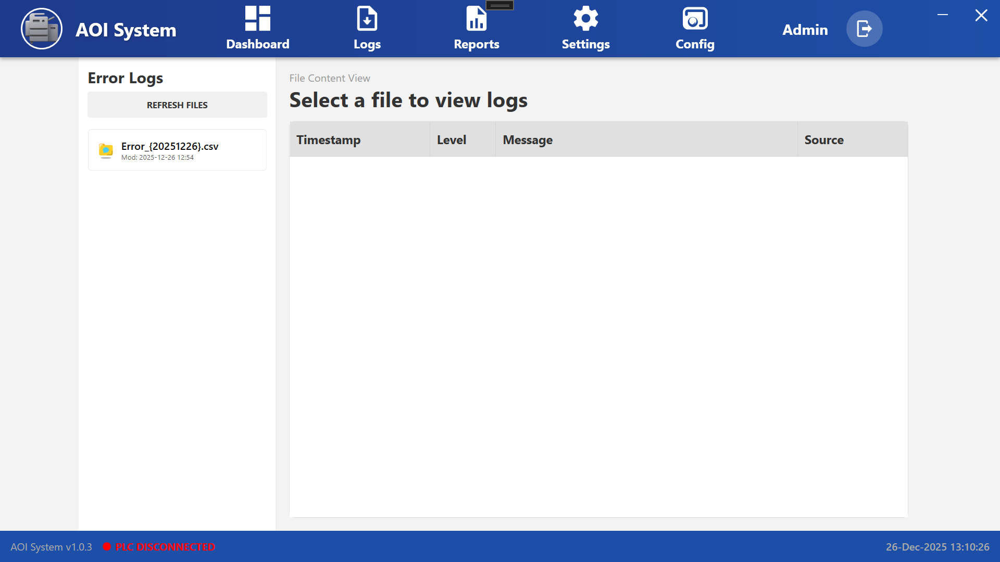 AOI System
Dashboard
Logs
Reports
Settings
Config
Admin
Error Logs
REFRESH FILES
Error_{20251226}.csv
Mod: 2025-12-26 12:54
File Content View
Select a file to view logs
Timestamp Level Message Source
AOI System v1.0.3
PLC DISCONNECTED
26-Dec-2025 13:10:26